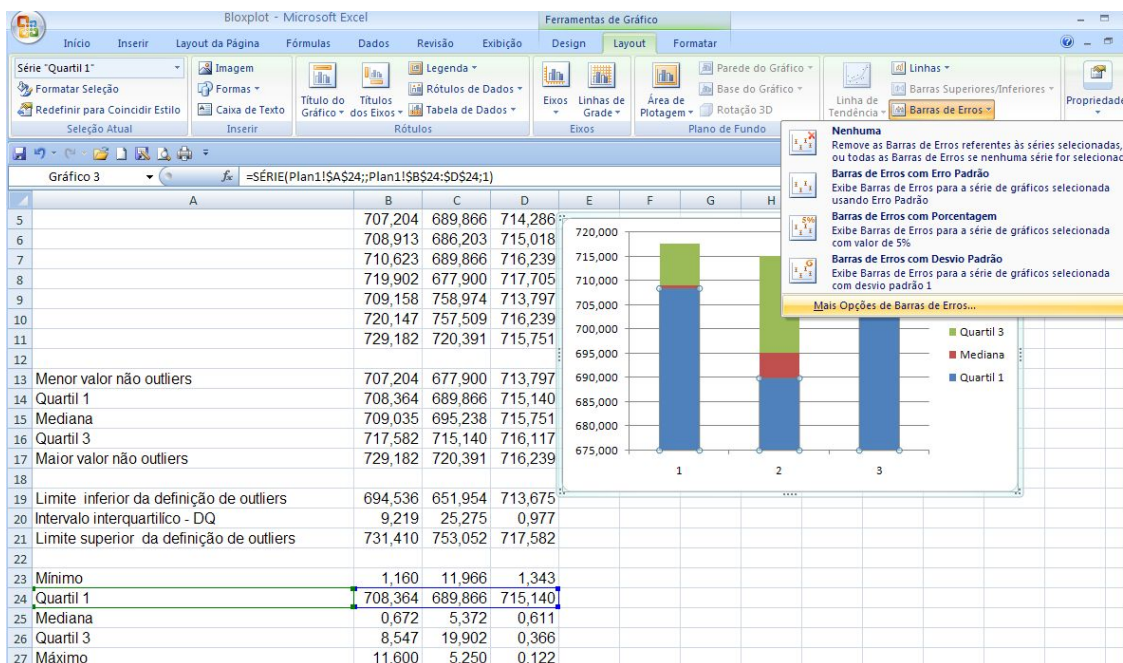 Bloxplot - Microsoft Excel
Ferramentas de Gráfico
Início Inserir Layout da Página Fórmulas Dados Revisão Exibição Design Layout Formatar
Série "Quartil 1"
Formatar Seleção
Redefinir para Coincidir Estilo
Seleção Atual
Imagem
Formas
Caixa de Texto
Inserir
Título do Gráfico
Títulos dos Eixos
Legenda
Rótulos de Dados
Tabela de Dados
Rótulos
Eixos
Linhas de Grade
Eixos
Área de Plotagem
Parede do Gráfico
Base do Gráfico
Rotação 3D
Plano de Fundo
Linha de Tendência
Linhas
Barras Superiores/Inferiores
Barras de Erros
Propriedade
Nenhuma
Remove as Barras de Erros referentes às séries selecionadas,
ou todas as Barras de Erros se nenhuma série for selecionad
Barras de Erros com Erro Padrão
Exibe Barras de Erros para a série de gráficos selecionada
usando Erro Padrão
5%
Barras de Erros com Porcentagem
Exibe Barras de Erros para a série de gráficos selecionada
com valor de 5%
Barras de Erros com Desvio Padrão
Exibe Barras de Erros para a série de gráficos selecionada
com desvio padrão 1
Mais Opções de Barras de Erros...
Gráfico 3 fx =SÉRIE(Plan1!$A$24;;Plan1!$B$24:$D$24;1)
A B C D E F G H
5 707,204 689,866 714,286
6 708,913 686,203 715,018
7 710,623 689,866 716,239
8 719,902 677,900 717,705
9 709,158 758,974 713,797
10 720,147 757,509 716,239
11 729,182 720,391 715,751
12
13 Menor valor não outliers 707,204 677,900 713,797
14 Quartil 1 708,364 689,866 715,140
15 Mediana 709,035 695,238 715,751
16 Quartil 3 717,582 715,140 716,117
17 Maior valor não outliers 729,182 720,391 716,239
18
19 Limite inferior da definição de outliers 694,536 651,954 713,675
20 Intervalo interquartilíco - DQ 9,219 25,275 0,977
21 Limite superior da definição de outliers 731,410 753,052 717,582
22
23 Mínimo 1,160 11,966 1,343
24 Quartil 1 708,364 689,866 715,140
25 Mediana 0,672 5,372 0,611
26 Quartil 3 8,547 19,902 0,366
27 Máximo 11,600 5,250 0,122
720,000
715,000
710,000
705,000
700,000
695,000
690,000
685,000
680,000
675,000
1 2 3
Quartil 3
Mediana
Quartil 1